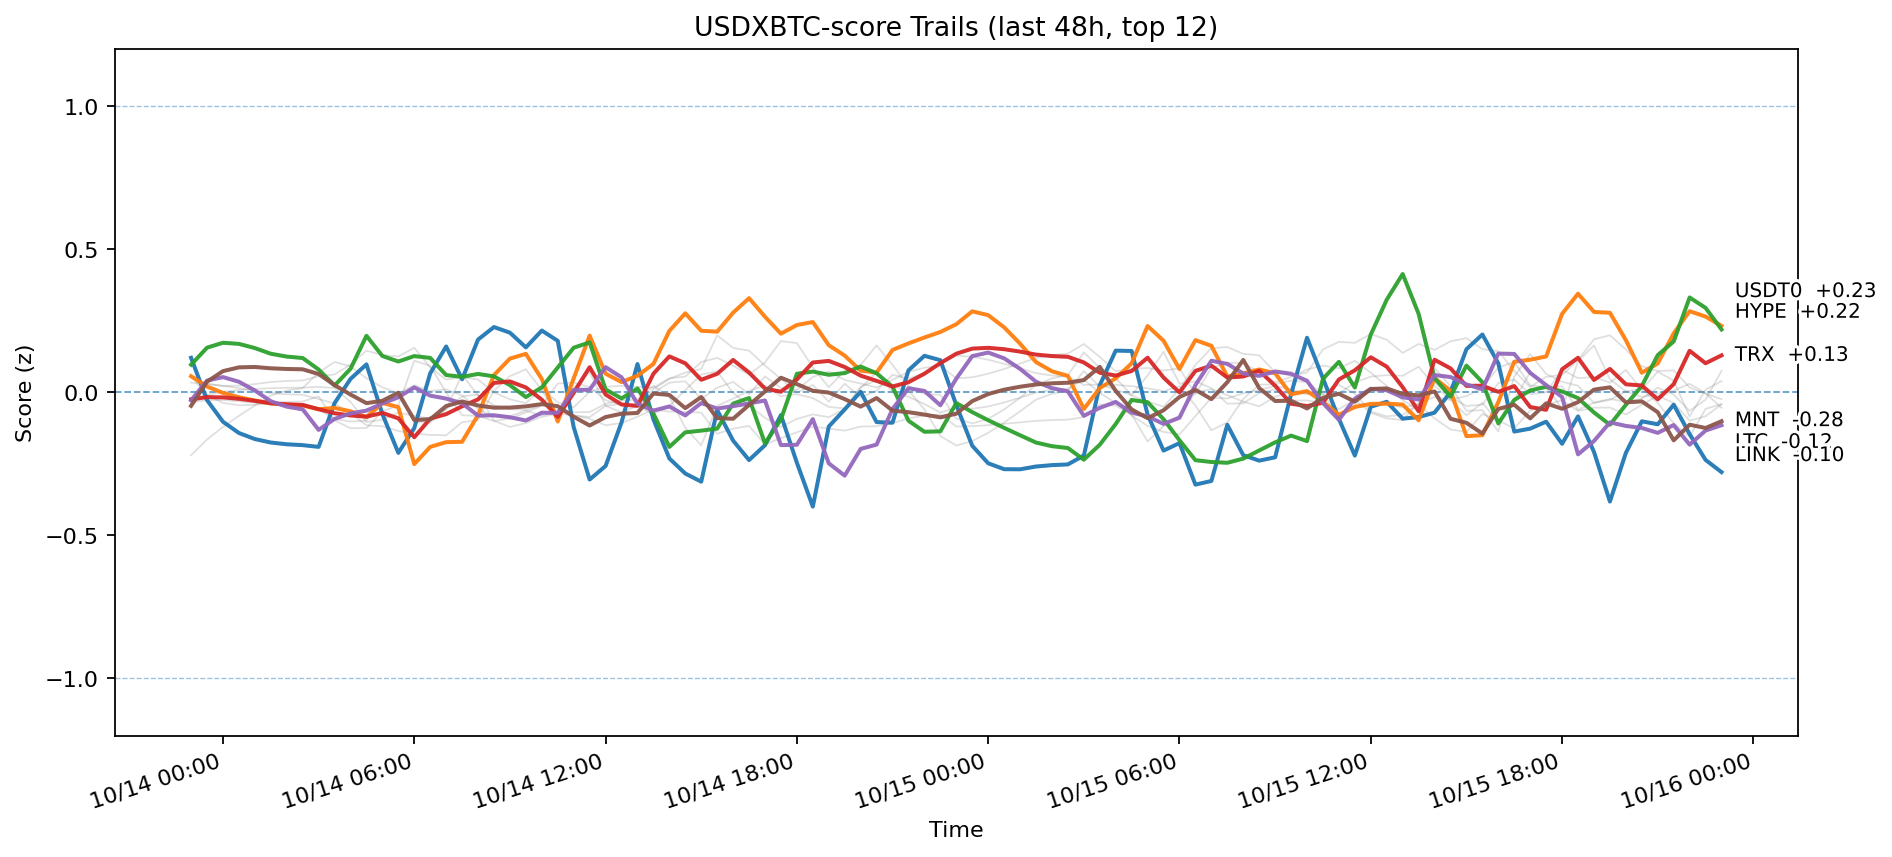 USDXBTC-score Trails (last 48h, top 12)
Score (z)
1.0
0.5
0.0
−0.5
−1.0
USDT0 +0.23
HYPE +0.22
TRX +0.13
MNT -0.28
LTC -0.12
LINK -0.10
10/14 00:00
10/14 06:00
10/14 12:00
10/14 18:00
10/15 00:00
10/15 06:00
10/15 12:00
10/15 18:00
10/16 00:00
Time